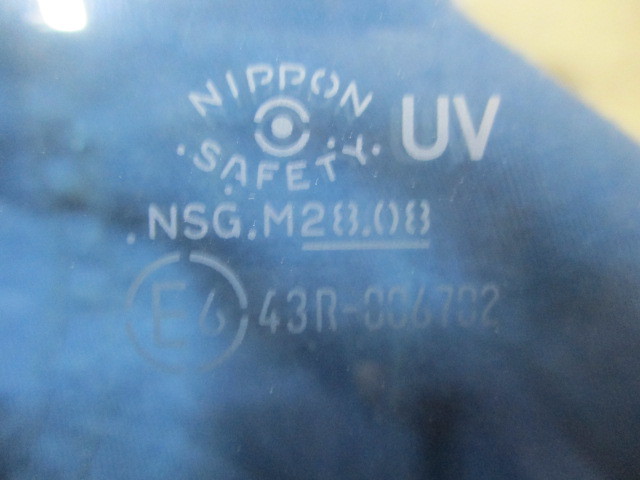 NIPPON
·SAFETY·
UV
.NSG.M28.08
E6 43R-006702